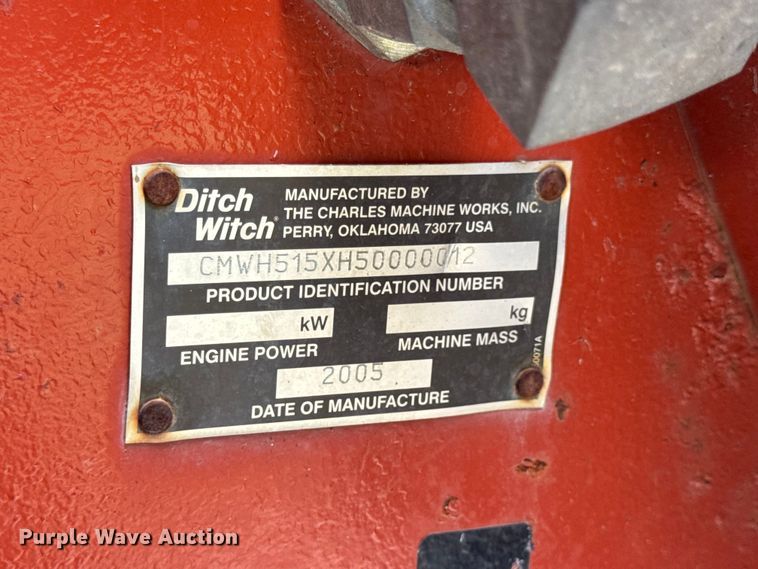 Ditch Witch®
MANUFACTURED BY
THE CHARLES MACHINE WORKS, INC.
PERRY, OKLAHOMA 73077 USA
CMWH515XH50000012
PRODUCT IDENTIFICATION NUMBER
kW
ENGINE POWER
kg
MACHINE MASS
2005
DATE OF MANUFACTURE
Purple Wave Auction